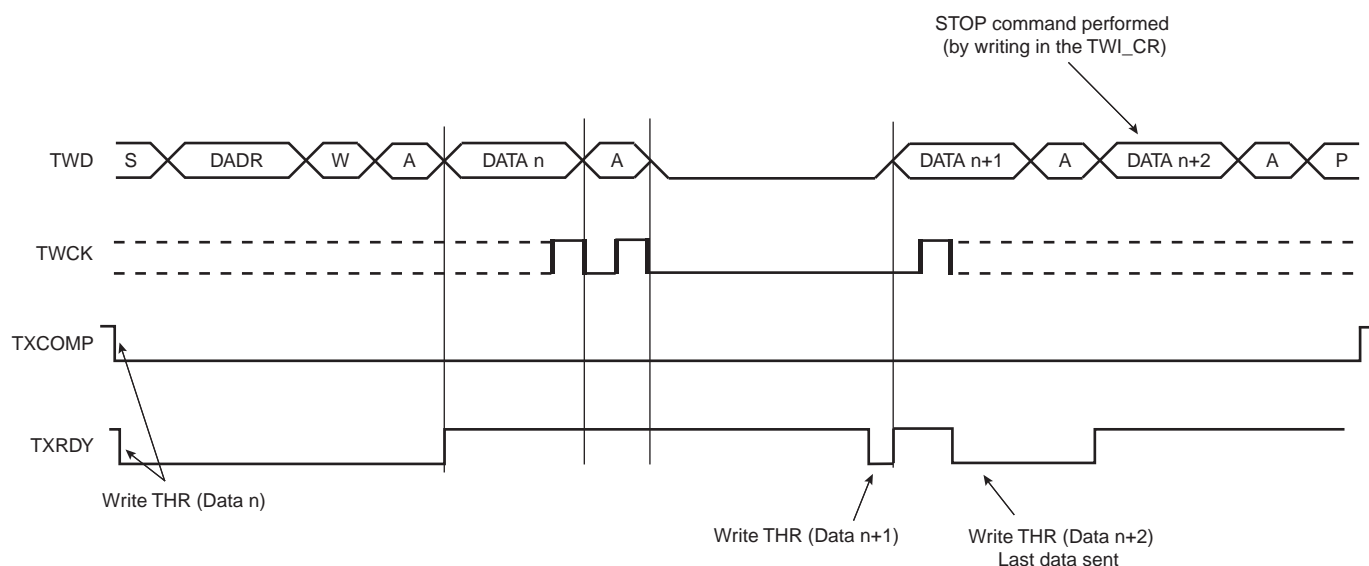 STOP command performed
(by writing in the TWI_CR)
TWD S DADR W A DATA n A DATA n+1 A DATA n+2 A P
TWCK
TXCOMP
TXRDY
Write THR (Data n)
Write THR (Data n+1)
Write THR (Data n+2)
Last data sent